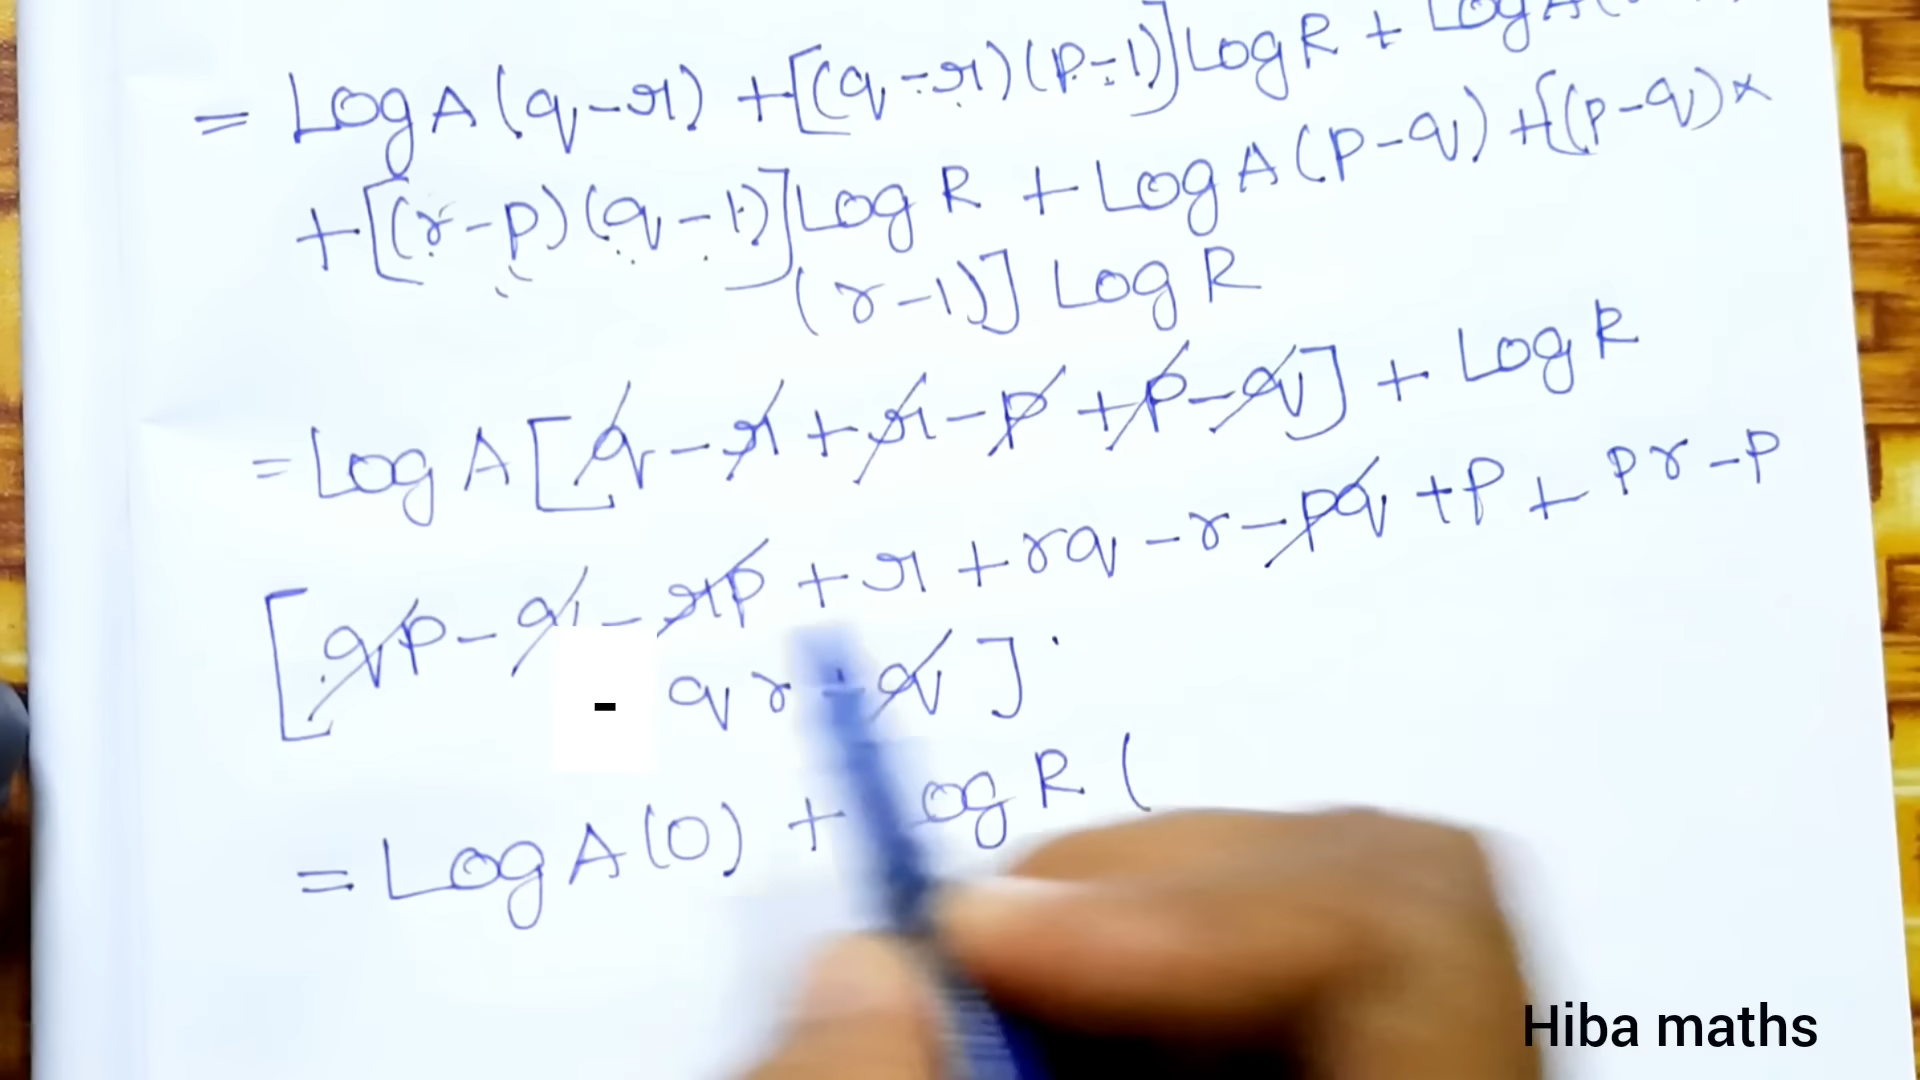 = Log A (q-r) + [(q-r)(p-1)] Log R + Log A (
+ [(r-p)(q-1)] Log R + Log A (p-q) + [(p-q) ×
(r-1)] Log R
= Log A [q-r+r-p+p-q] + Log R
[qp-q-rp+r+rq-r-pq+p+pr-p
- qr + q]
= Log A (0) + Log R (
Hiba maths